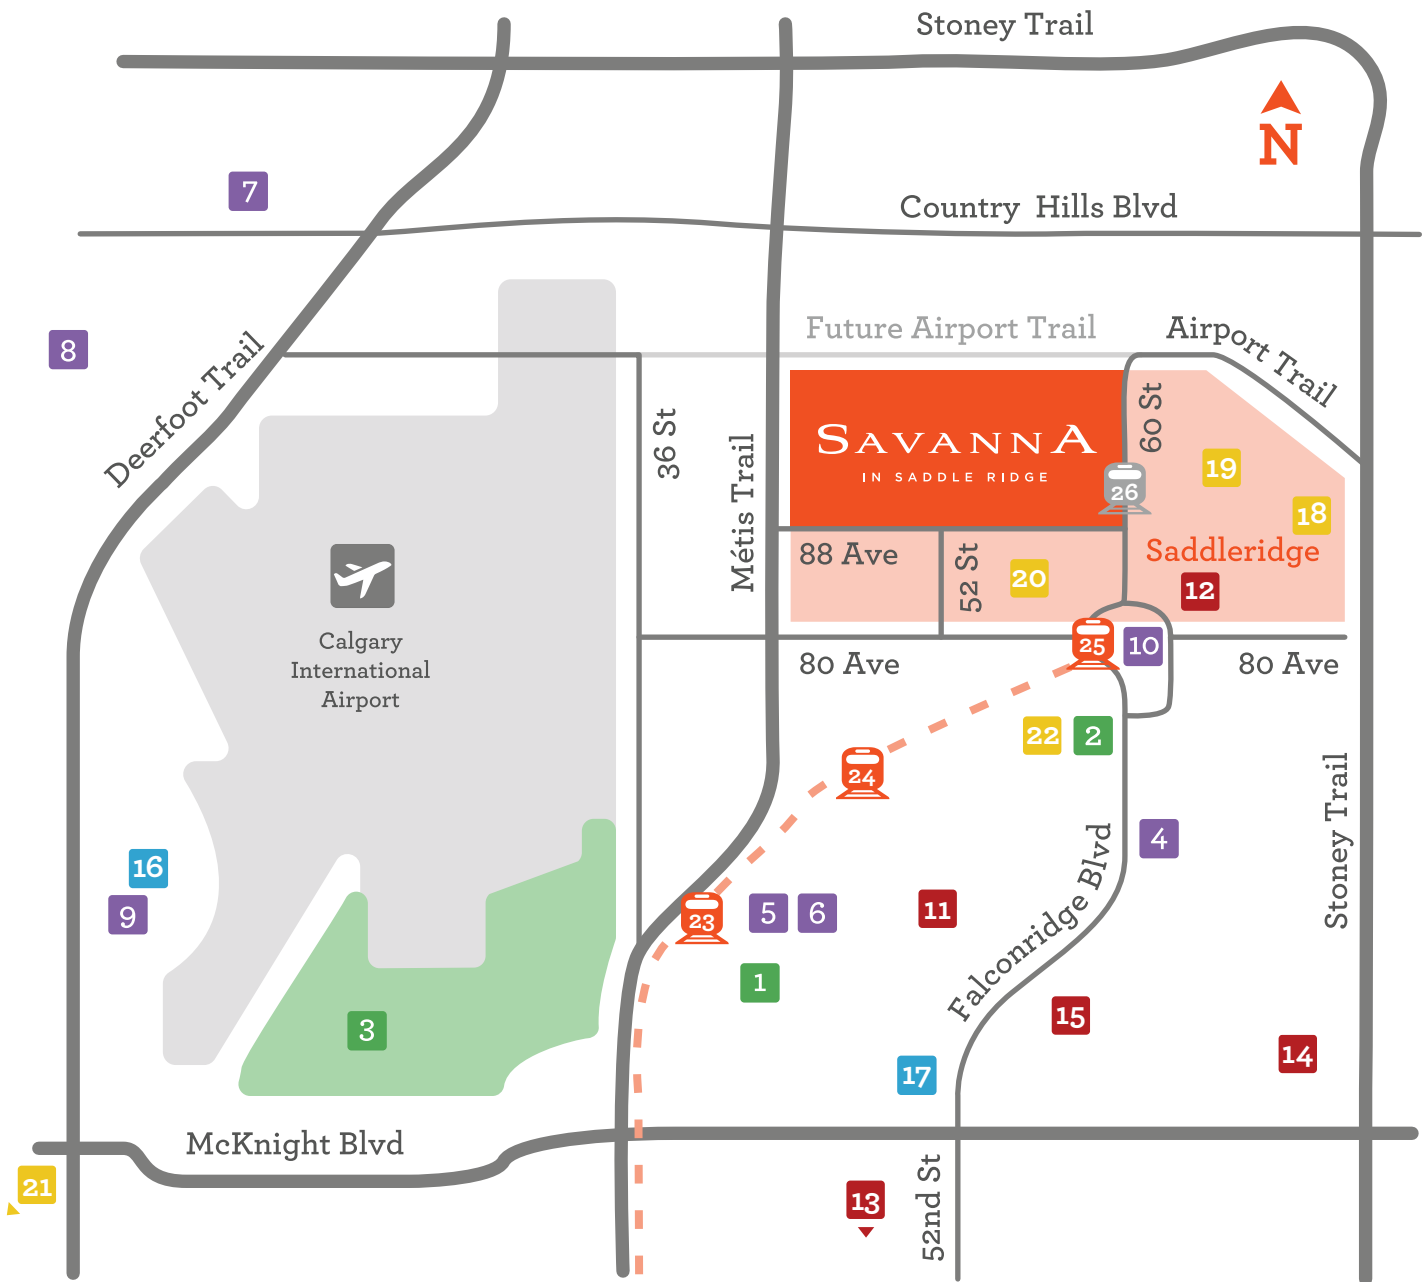 Stoney Trail
N
7
Country Hills Blvd
Future Airport Trail
Airport Trail
8
Deerfoot Trail
36 St
Métis Trail
60 St
SAVANNA
IN SADDLE RIDGE
19
26
18
88 Ave
52 St
20
Saddleridge
12
Calgary
International
Airport
80 Ave
25
10
80 Ave
22
2
24
Stoney Trail
4
Falconridge Blvd
16
9
23
5
6
11
1
3
15
14
17
McKnight Blvd
21
13
52nd St